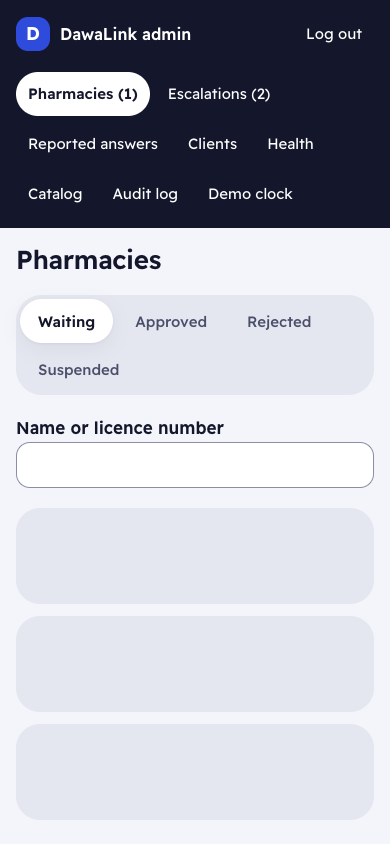 D DawaLink admin Log out
Pharmacies (1) Escalations (2)
Reported answers Clients Health
Catalog Audit log Demo clock
Pharmacies
Waiting Approved Rejected
Suspended
Name or licence number